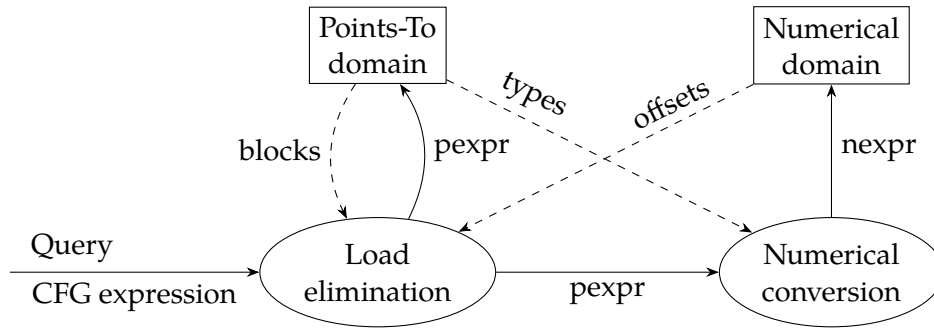 Points-To
domain
Numerical
domain
types
offsets
blocks
pexpr
nexpr
Query
CFG expression
Load
elimination
pexpr
Numerical
conversion